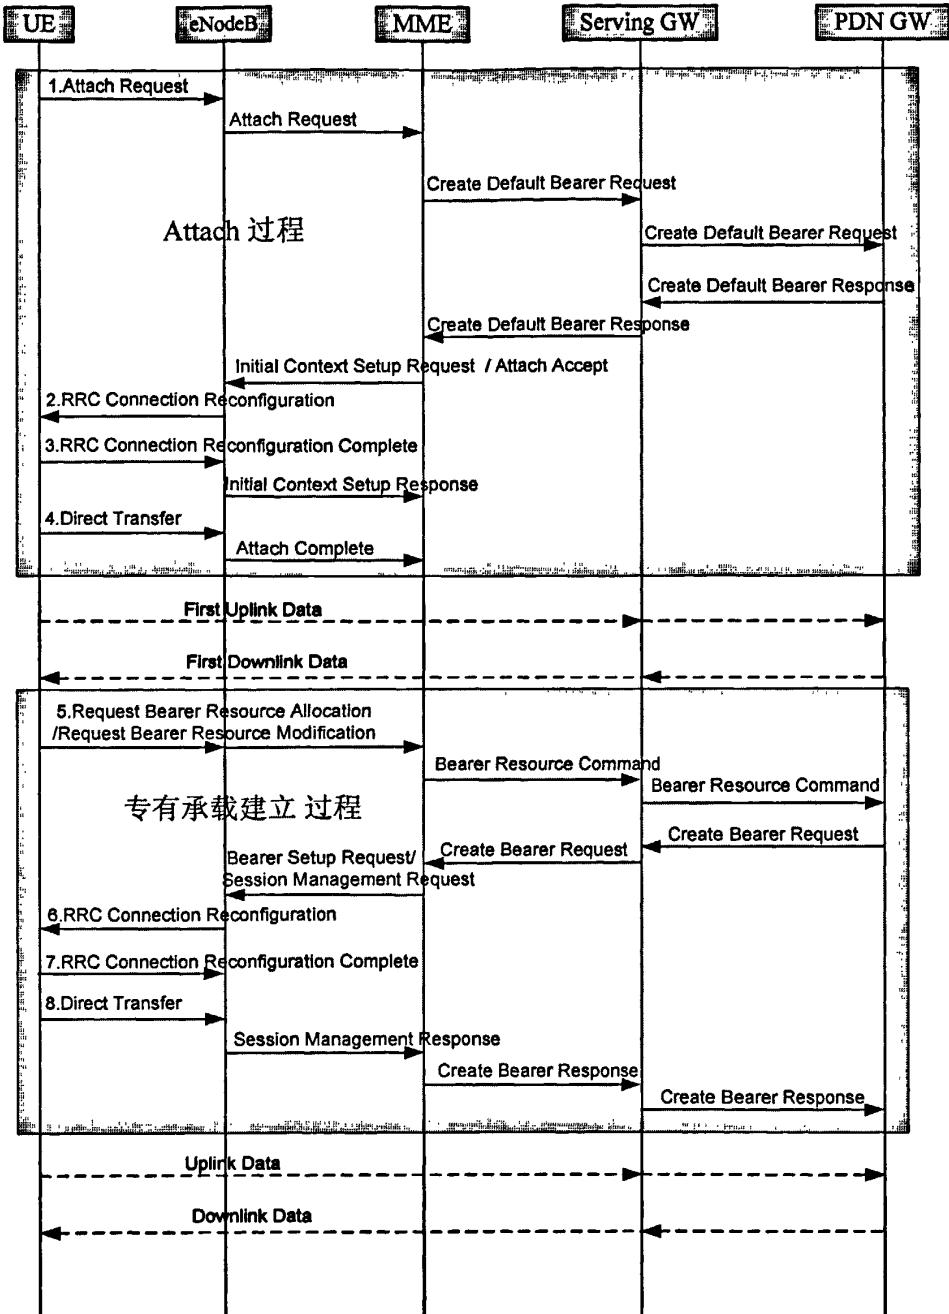 UE eNodeB MME Serving GW PDN GW
1.Attach Request
Attach Request
Create Default Bearer Request
Attach 过程
Create Default Bearer Request
Create Default Bearer Response
Create Default Bearer Response
Initial Context Setup Request / Attach Accept
2.RRC Connection Reconfiguration
3.RRC Connection Reconfiguration Complete
Initial Context Setup Response
4.Direct Transfer
Attach Complete
First Uplink Data
First Downlink Data
5.Request Bearer Resource Allocation
/Request Bearer Resource Modification
Bearer Resource Command
Bearer Resource Command
专有承载建立 过程
Create Bearer Request
Create Bearer Request
Bearer Setup Request/
Session Management Request
6.RRC Connection Reconfiguration
7.RRC Connection Reconfiguration Complete
8.Direct Transfer
Session Management Response
Create Bearer Response
Create Bearer Response
Uplink Data
Downlink Data